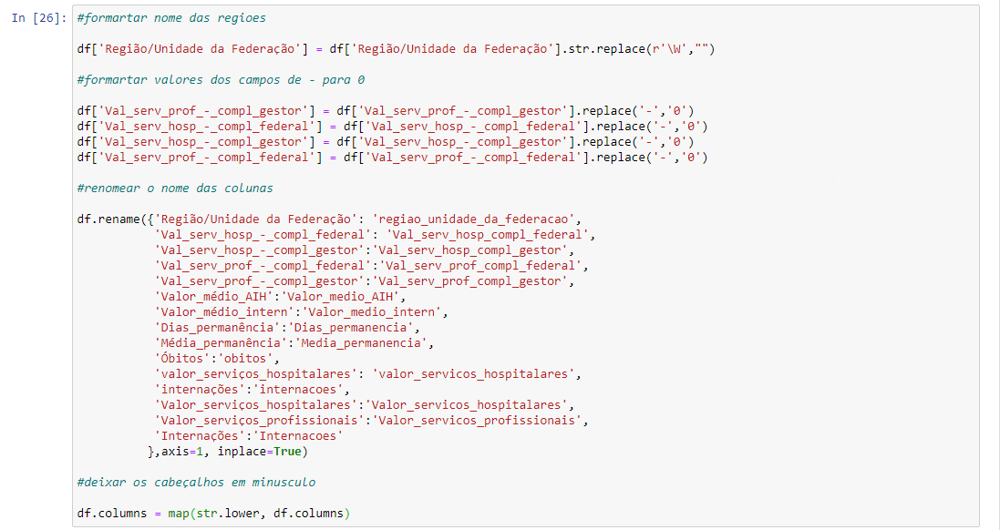 In [26]: #formartar nome das regioes
df['Região/Unidade da Federação'] = df['Região/Unidade da Federação'].str.replace(r'\W',"")
#formartar valores dos campos de - para 0
df['Val_serv_prof_-_compl_gestor'] = df['Val_serv_prof_-_compl_gestor'].replace('-','0')
df['Val_serv_hosp_-_compl_federal'] = df['Val_serv_hosp_-_compl_federal'].replace('-','0')
df['Val_serv_hosp_-_compl_gestor'] = df['Val_serv_hosp_-_compl_gestor'].replace('-','0')
df['Val_serv_prof_-_compl_federal'] = df['Val_serv_prof_-_compl_federal'].replace('-','0')
#renomear o nome das colunas
df.rename({'Região/Unidade da Federação': 'regiao_unidade_da_federacao',
'Val_serv_hosp_-_compl_federal': 'Val_serv_hosp_compl_federal',
'Val_serv_hosp_-_compl_gestor':'Val_serv_hosp_compl_gestor',
'Val_serv_prof_-_compl_federal':'Val_serv_prof_compl_federal',
'Val_serv_prof_-_compl_gestor':'Val_serv_prof_compl_gestor',
'Valor_médio_AIH':'Valor_medio_AIH',
'Valor_médio_intern':'Valor_medio_intern',
'Dias_permanência':'Dias_permanencia',
'Média_permanência':'Media_permanencia',
'Óbitos':'obitos',
'valor_serviços_hospitalares': 'valor_servicos_hospitalares',
'internações':'internacoes',
'Valor_serviços_hospitalares':'Valor_servicos_hospitalares',
'Valor_serviços_profissionais':'Valor_servicos_profissionais',
'Internações':'Internacoes'
},axis=1, inplace=True)
#deixar os cabeçalhos em minusculo
df.columns = map(str.lower, df.columns)